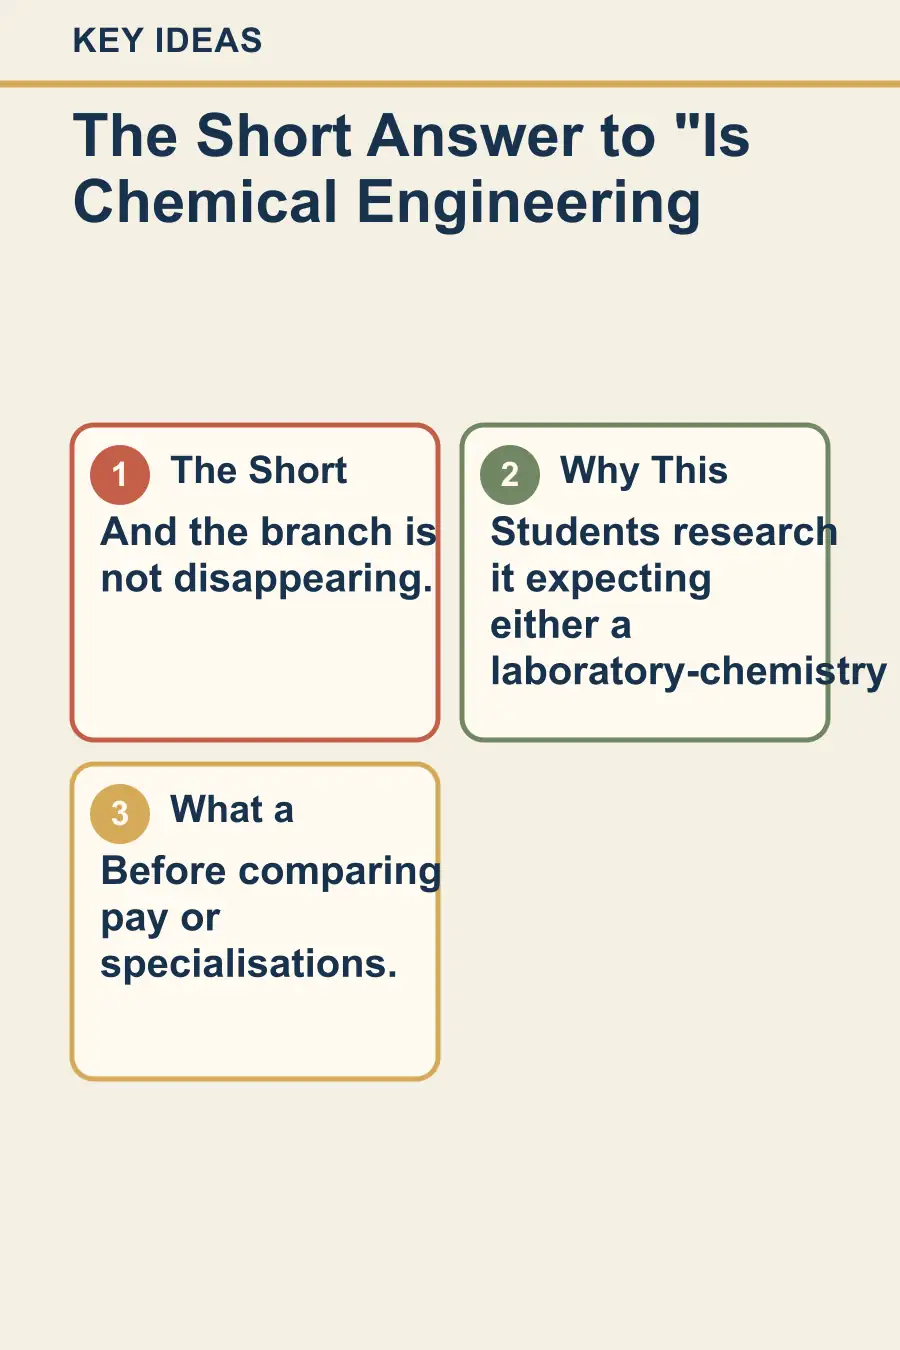 KEY IDEAS
The Short Answer to "Is
Chemical Engineering
1 The Short
And the branch is
not disappearing.
2 Why This
Students research
it expecting
either a
laboratory-chemistry
3 What a
Before comparing
pay or
specialisations.